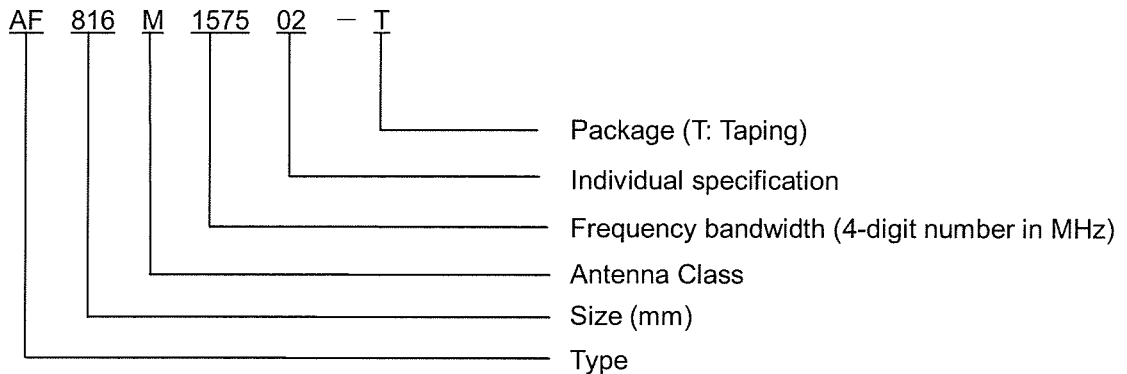 AF 816 M 1575 02 － T
Package (T: Taping)
Individual specification
Frequency bandwidth (4-digit number in MHz)
Antenna Class
Size (mm)
Type